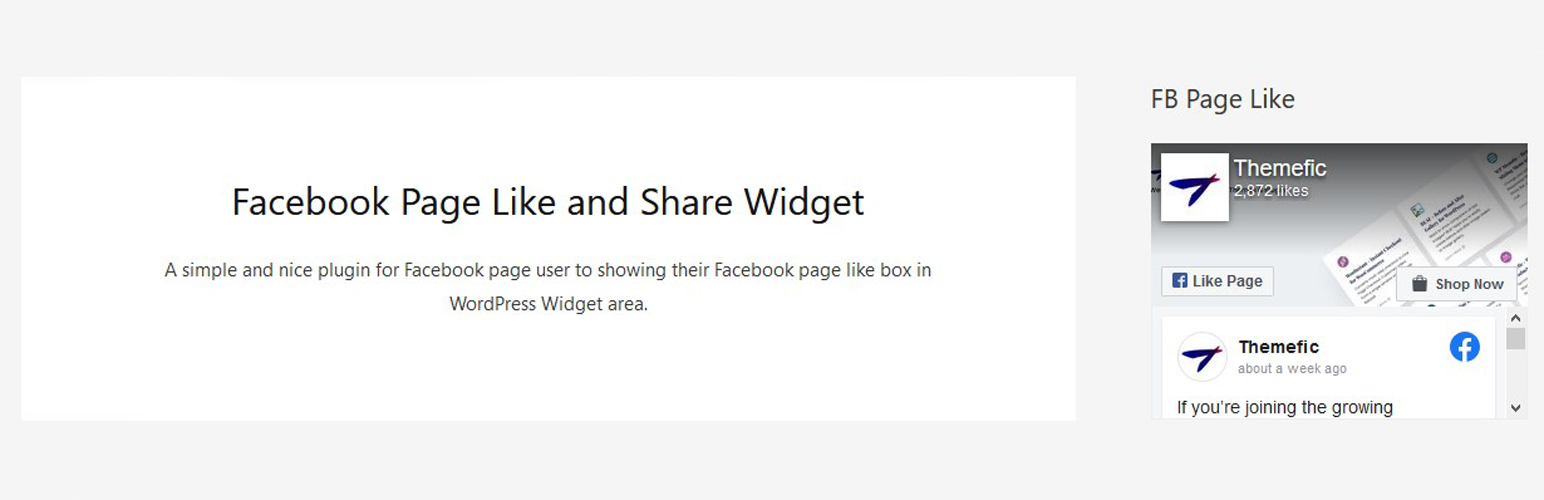 Facebook Page Like and Share Widget
A simple and nice plugin for Facebook page user to showing their Facebook page like box in
WordPress Widget area.
FB Page Like
Themefic
2,872 likes
Like Page
Shop Now
Themefic
about a week ago
If you're joining the growing